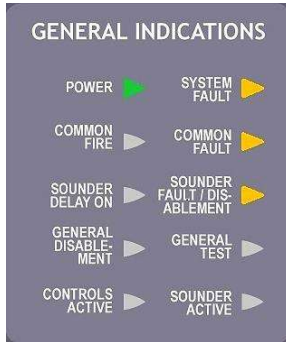 GENERAL INDICATIONS
POWER
SYSTEM
FAULT
COMMON
FIRE
COMMON
FAULT
SOUNDER
DELAY ON
SOUNDER
FAULT / DIS-
ABLEMENT
GENERAL
DISABLE-
MENT
GENERAL
TEST
CONTROLS
ACTIVE
SOUNDER
ACTIVE